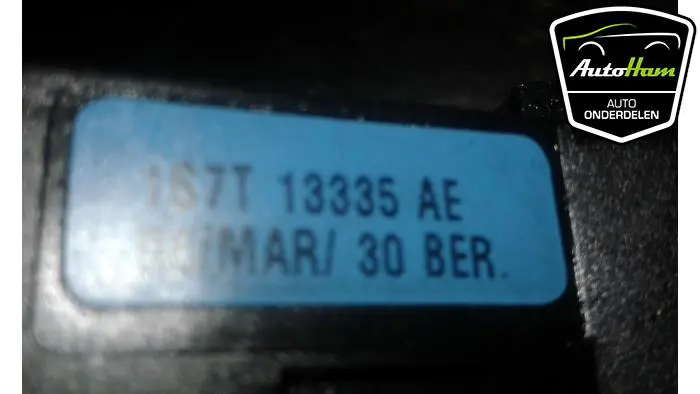 AutoHam
AUTO
ONDERDELEN
1S7T 13335 AE
/MAR/ 30 BER.